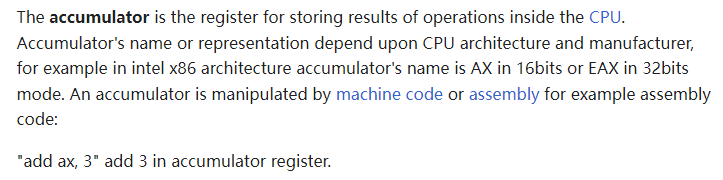 The accumulator is the register for storing results of operations inside the CPU.
Accumulator's name or representation depend upon CPU architecture and manufacturer,
for example in intel x86 architecture accumulator's name is AX in 16bits or EAX in 32bits
mode. An accumulator is manipulated by machine code or assembly for example assembly
code:
"add ax, 3" add 3 in accumulator register.